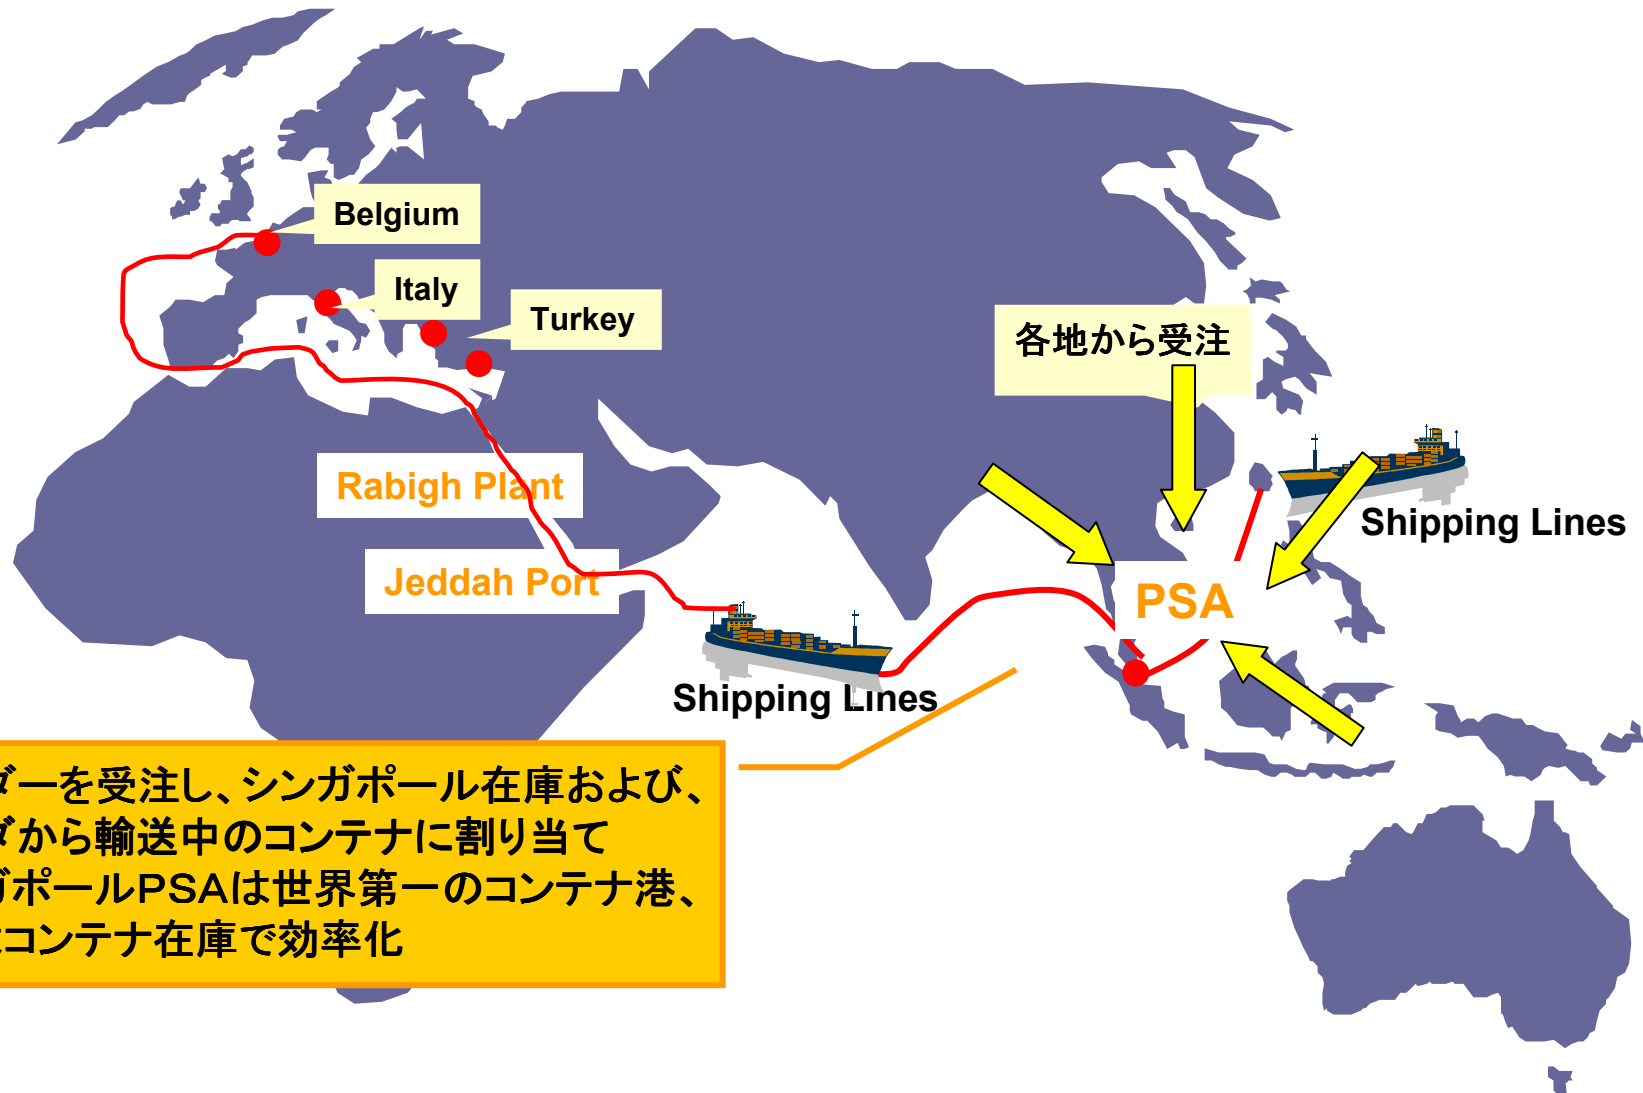 Belgium
Italy
Turkey
各地から受注
Rabigh Plant
Shipping Lines
Jeddah Port
PSA
Shipping Lines
ダーを受注し、シンガポール在庫および、
ダから輸送中のコンテナに割り当て
ガポールPSAは世界第一のコンテナ港、
コンテナ在庫で効率化